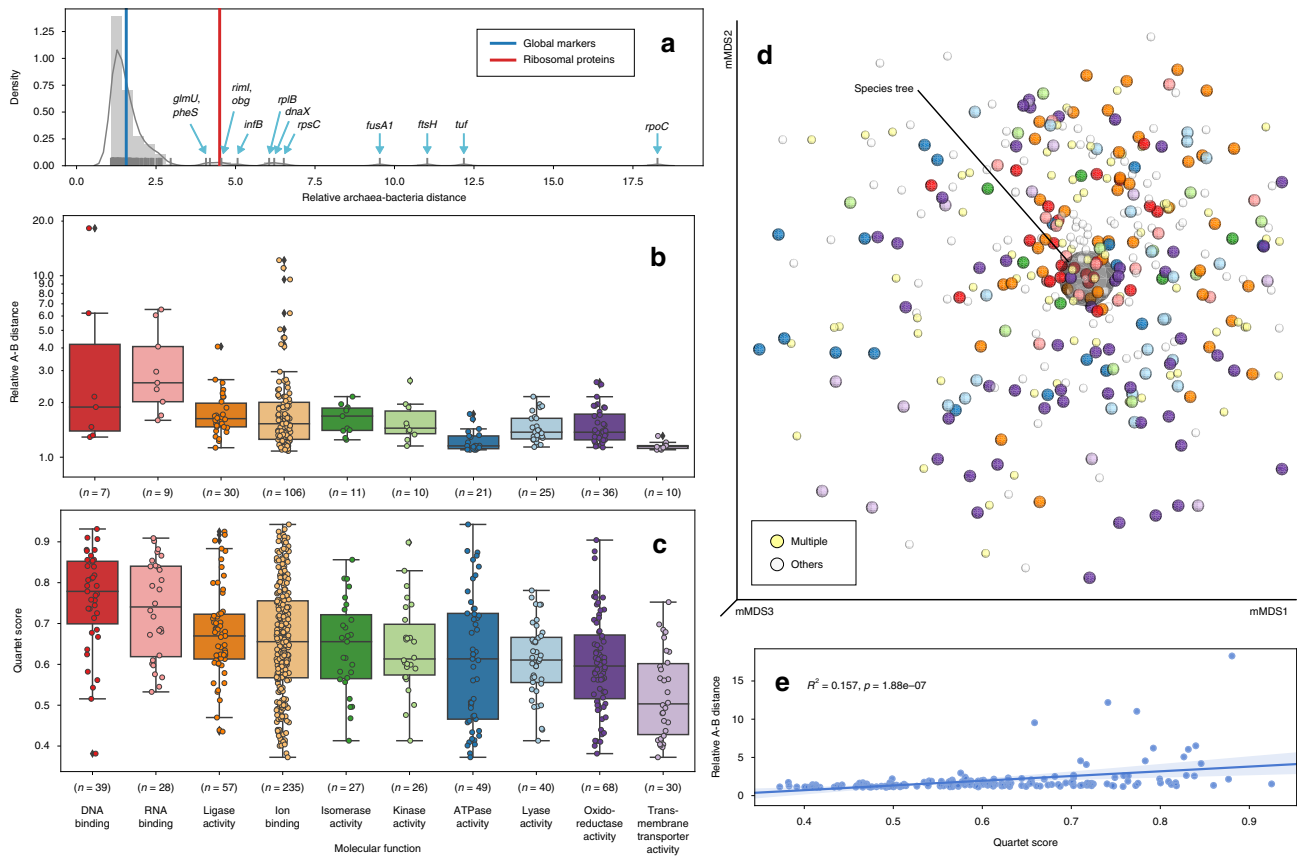 a
Global markers
Ribosomal proteins
Density
1.25
1.00
0.75
0.50
0.25
0.00
glmU,
pheS
rimI,
obg
infB
rplB
dnaX
rpsC
fusA1
ftsH
tuf
rpoC
0.0 2.5 5.0 7.5 10.0 12.5 15.0 17.5
Relative archaea-bacteria distance
b
Relative A-B distance
20.0
10.0
9.0
8.0
7.0
6.0
5.0
4.0
3.0
2.0
1.0
(n = 7) (n = 9) (n = 30) (n = 106) (n = 11) (n = 10) (n = 21) (n = 25) (n = 36) (n = 10)
c
Quartet score
0.9
0.8
0.7
0.6
0.5
0.4
(n = 39) (n = 28) (n = 57) (n = 235) (n = 27) (n = 26) (n = 49) (n = 40) (n = 68) (n = 30)
DNA
binding
RNA
binding
Ligase
activity
Ion
binding
Isomerase
activity
Kinase
activity
ATPase
activity
Lyase
activity
Oxido-
reductase
activity
Trans-
membrane
transporter
activity
Molecular function
d
mMDS2
Species tree
Multiple
Others
mMDS3
mMDS1
e
R² = 0.157, p = 1.88e–07
Relative A-B distance
15
10
5
0
0.4 0.5 0.6 0.7 0.8 0.9
Quartet score